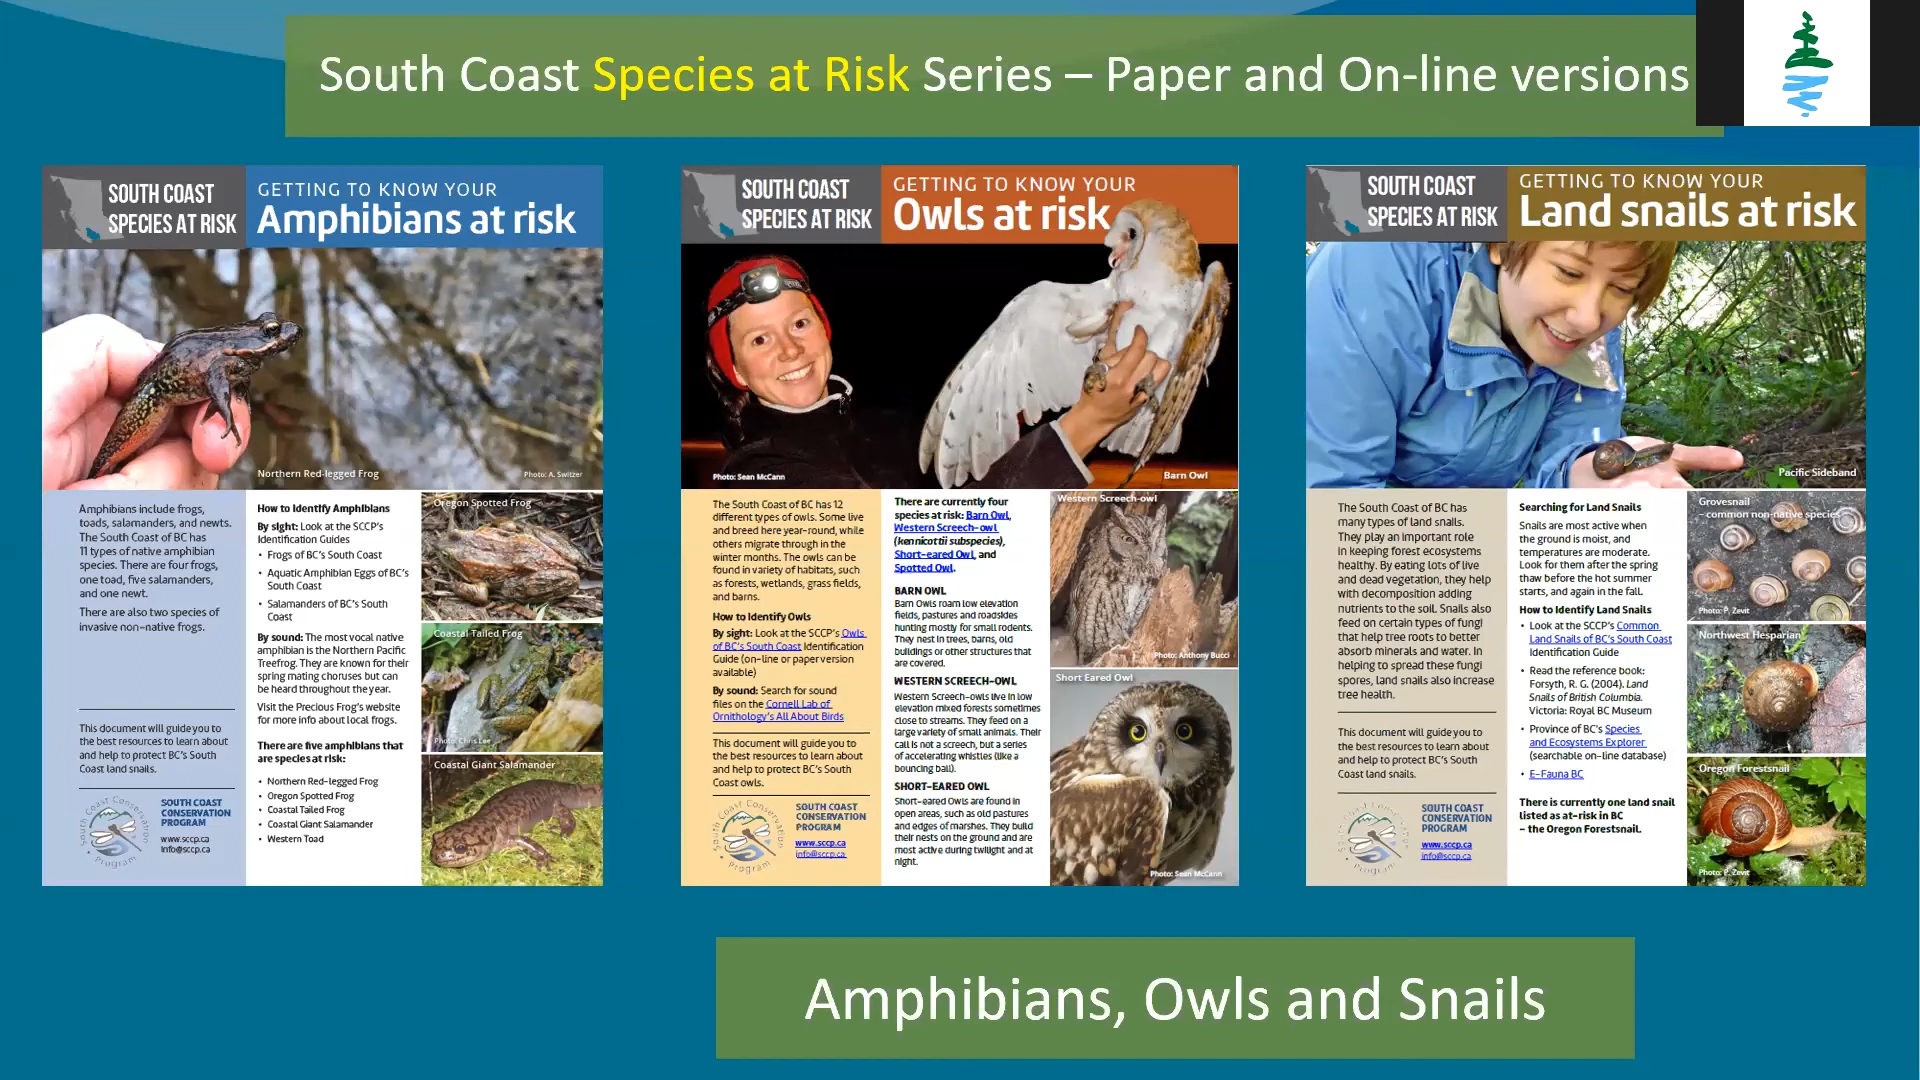 South Coast Species at Risk Series – Paper and On-line versions
SOUTH COAST
SPECIES AT RISK
GETTING TO KNOW YOUR
Amphibians at risk
Northern Red-legged Frog
Photo: A. Switzer
Amphibians include frogs,
toads, salamanders, and newts.
The South Coast of BC has
11 types of native amphibian
species. There are four frogs,
one toad, five salamanders,
and one newt.
There are also two species of
invasive non-native frogs.
This document will guide you to
the best resources to learn about
and help to protect BC's South
Coast land snails.
South Coast Conservation Program
SOUTH COAST
CONSERVATION
PROGRAM
www.sccp.ca
info@sccp.ca
How to Identify Amphibians
By sight: Look at the SCCP's
Identification Guides
• Frogs of BC's South Coast
• Aquatic Amphibian Eggs of BC's
South Coast
• Salamanders of BC's South
Coast
By sound: The most vocal native
amphibian is the Northern Pacific
Treefrog. They are known for their
spring mating choruses but can
be heard throughout the year.
Visit the Precious Frog's website
for more info about local frogs.
There are five amphibians that
are species at risk:
• Northern Red-legged Frog
• Oregon Spotted Frog
• Coastal Tailed Frog
• Coastal Giant Salamander
• Western Toad
Oregon Spotted Frog
Coastal Tailed Frog
Photo: Chris Lee
Coastal Giant Salamander
SOUTH COAST
SPECIES AT RISK
GETTING TO KNOW YOUR
Owls at risk
Photo: Sean McCann
Barn Owl
The South Coast of BC has 12
different types of owls. Some live
and breed here year-round, while
others migrate through in the
winter months. The owls can be
found in variety of habitats, such
as forests, wetlands, grass fields,
and barns.
How to Identify Owls
By sight: Look at the SCCP's Owls
of BC's South Coast Identification
Guide (on-line or paper version
available)
By sound: Search for sound
files on the Cornell Lab of
Ornithology's All About Birds
This document will guide you to
the best resources to learn about
and help to protect BC's South
Coast owls.
South Coast Conservation Program
SOUTH COAST
CONSERVATION
PROGRAM
www.sccp.ca
info@sccp.ca
There are currently four
species at risk: Barn Owl,
Western Screech-owl
(kennicottii subspecies),
Short-eared Owl, and
Spotted Owl.
BARN OWL
Barn Owls roam low elevation
fields, pastures and roadsides
hunting mostly for small rodents.
They nest in trees, barns, old
buildings or other structures that
are covered.
WESTERN SCREECH-OWL
Western Screech-owls live in low
elevation mixed forests sometimes
close to streams. They feed on a
large variety of small animals. Their
call is not a screech, but a series
of accelerating whistles (like a
bouncing ball).
SHORT-EARED OWL
Short-eared Owls are found in
open areas, such as old pastures
and edges of marshes. They build
their nests on the ground and are
most active during twilight and at
night.
Western Screech-owl
Photo: Anthony Bucci
Short Eared Owl
Photo: Sean McCann
SOUTH COAST
SPECIES AT RISK
GETTING TO KNOW YOUR
Land snails at risk
Pacific Sideband
The South Coast of BC has
many types of land snails.
They play an important role
in keeping forest ecosystems
healthy. By eating lots of live
and dead vegetation, they help
with decomposition adding
nutrients to the soil. Snails also
feed on certain types of fungi
that help tree roots to better
absorb minerals and water. In
helping to spread these fungi
spores, land snails also increase
tree health.
This document will guide you to
the best resources to learn about
and help to protect BC's South
Coast land snails.
South Coast Conservation Program
SOUTH COAST
CONSERVATION
PROGRAM
www.sccp.ca
info@sccp.ca
Searching for Land Snails
Snails are most active when
the ground is moist, and
temperatures are moderate.
Look for them after the spring
thaw before the hot summer
starts, and again in the fall.
How to Identify Land Snails
• Look at the SCCP's Common
Land Snails of BC's South Coast
Identification Guide
• Read the reference book:
Forsyth, R. G. (2004). Land
Snails of British Columbia.
Victoria: Royal BC Museum
• Province of BC's Species
and Ecosystems Explorer
(searchable on-line database)
• E-Fauna BC
There is currently one land snail
listed as at-risk in BC
– the Oregon Forestsnail.
Grovesnail
– common non-native species
Photo: P. Zevit
Northwest Hesparian
Oregon Forestsnail
Photo: P. Zevit
Amphibians, Owls and Snails